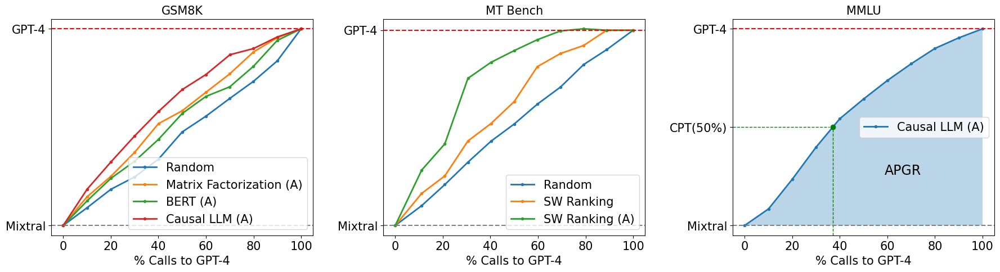 GSM8K
GPT-4
Mixtral
Random
Matrix Factorization (A)
BERT (A)
Causal LLM (A)
0 20 40 60 80 100
% Calls to GPT-4
MT Bench
GPT-4
Mixtral
Random
SW Ranking
SW Ranking (A)
0 20 40 60 80 100
% Calls to GPT-4
MMLU
GPT-4
CPT(50%)
Mixtral
Causal LLM (A)
APGR
0 20 40 60 80 100
% Calls to GPT-4